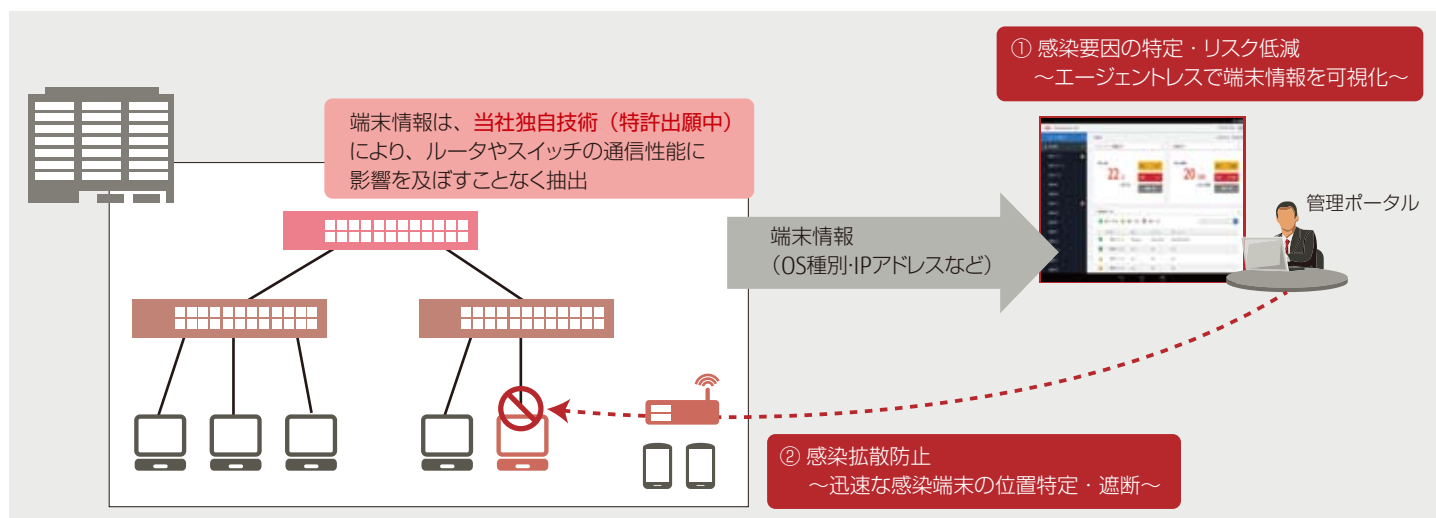 ① 感染要因の特定・リスク低減
～エージェントレスで端末情報を可視化～
端末情報は、当社独自技術（特許出願中）
により、ルータやスイッチの通信性能に
影響を及ぼすことなく抽出
管理ポータル
端末情報
（OS種別･IPアドレスなど）
22
20
② 感染拡散防止
～迅速な感染端末の位置特定・遮断～